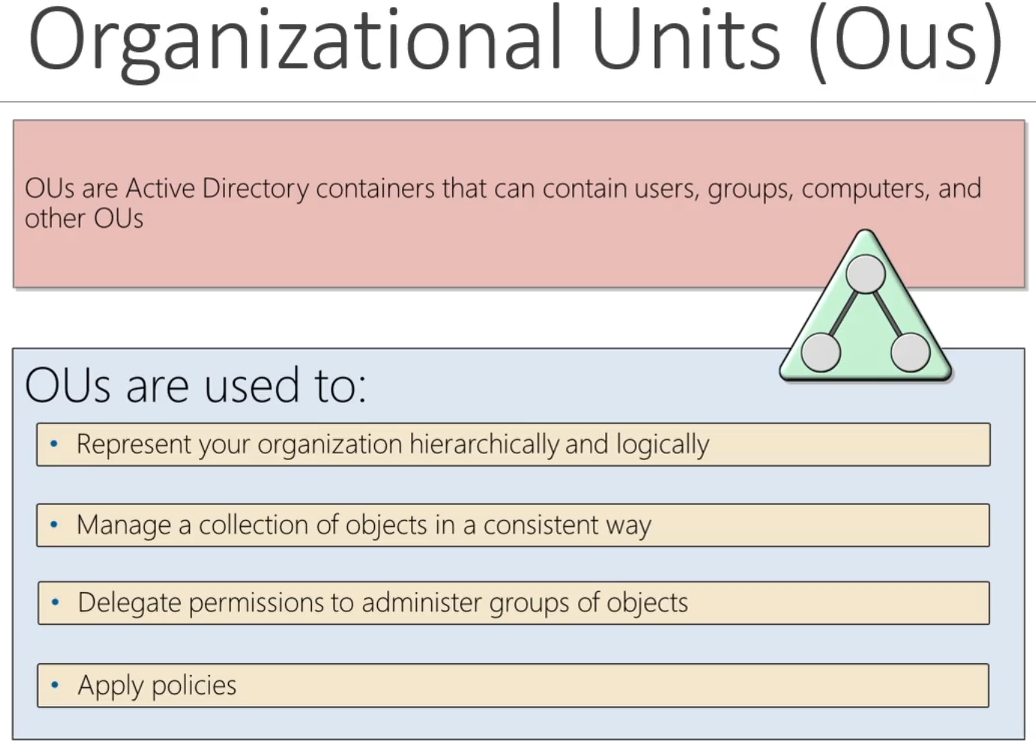 Organizational Units (Ous)
OUs are Active Directory containers that can contain users, groups, computers, and
other OUs
OUs are used to:
• Represent your organization hierarchically and logically
• Manage a collection of objects in a consistent way
• Delegate permissions to administer groups of objects
• Apply policies